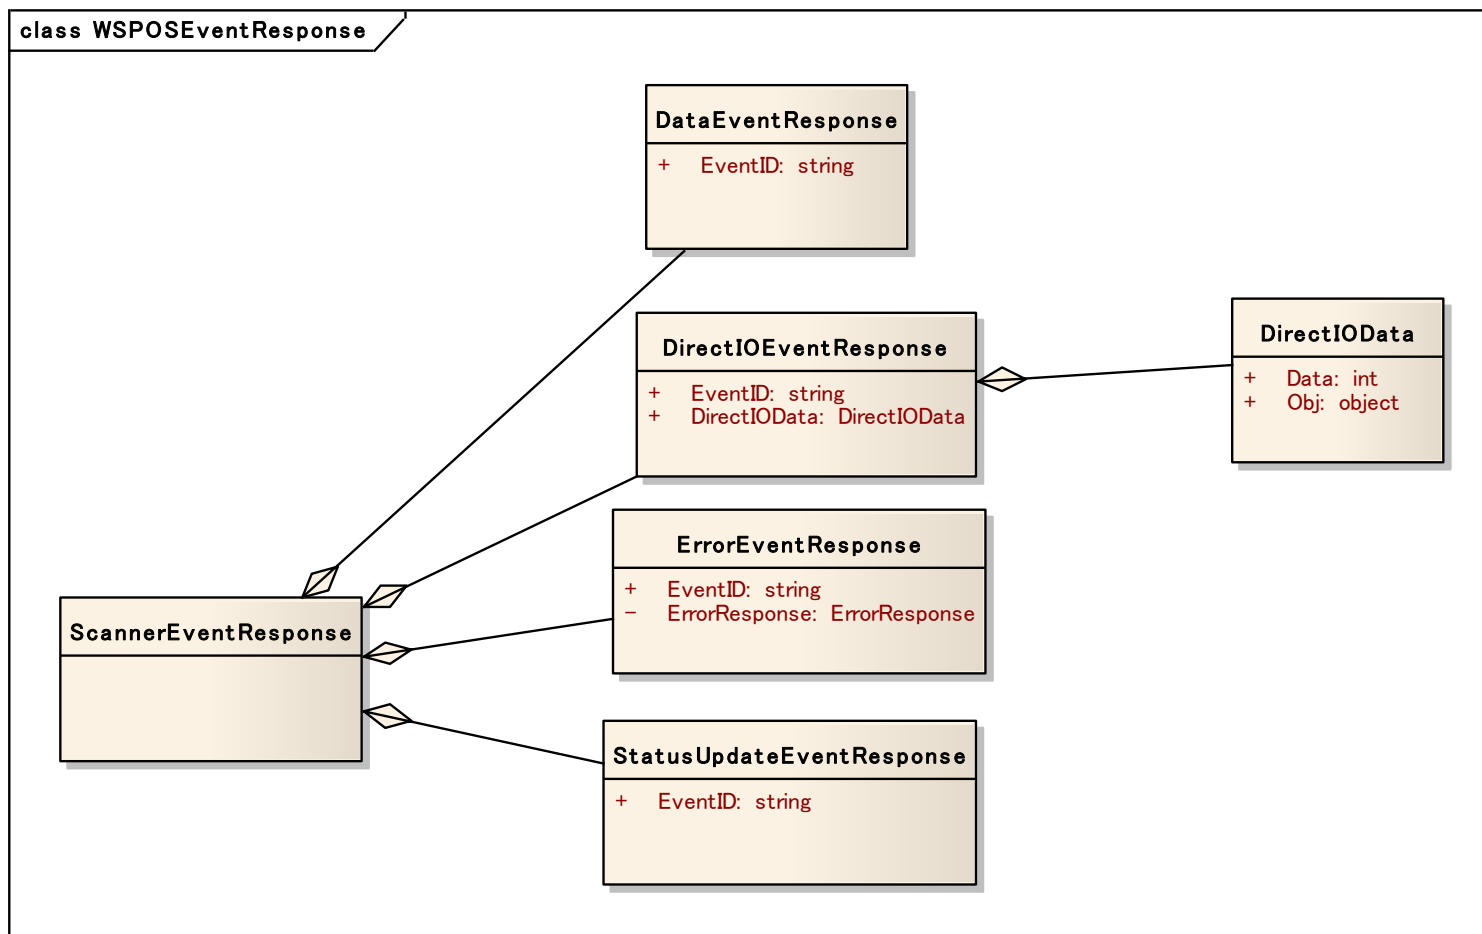 class WSPOSEventResponse
DataEventResponse
+ EventID: string
DirectIOEventResponse
+ EventID: string
+ DirectIOData: DirectIOData
DirectIOData
+ Data: int
+ Obj: object
ErrorEventResponse
+ EventID: string
- ErrorResponse: ErrorResponse
ScannerEventResponse
StatusUpdateEventResponse
+ EventID: string